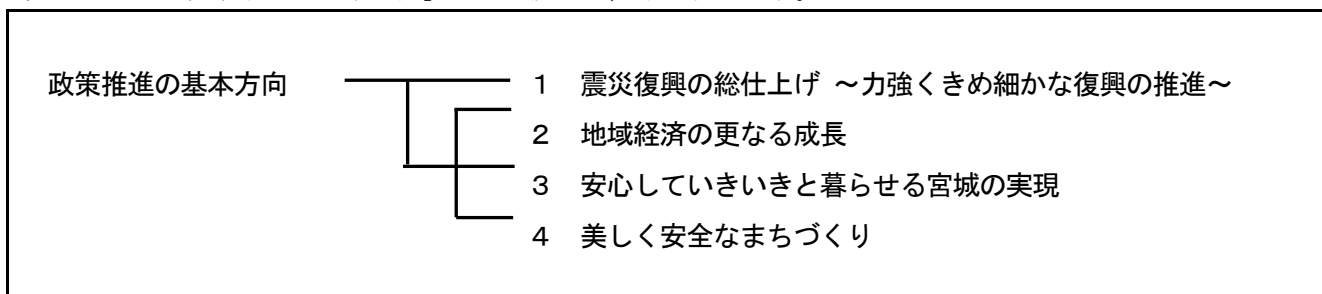 政策推進の基本方向
1 震災復興の総仕上げ ～力強くきめ細かな復興の推進～
2 地域経済の更なる成長
3 安心していきいきと暮らせる宮城の実現
4 美しく安全なまちづくり